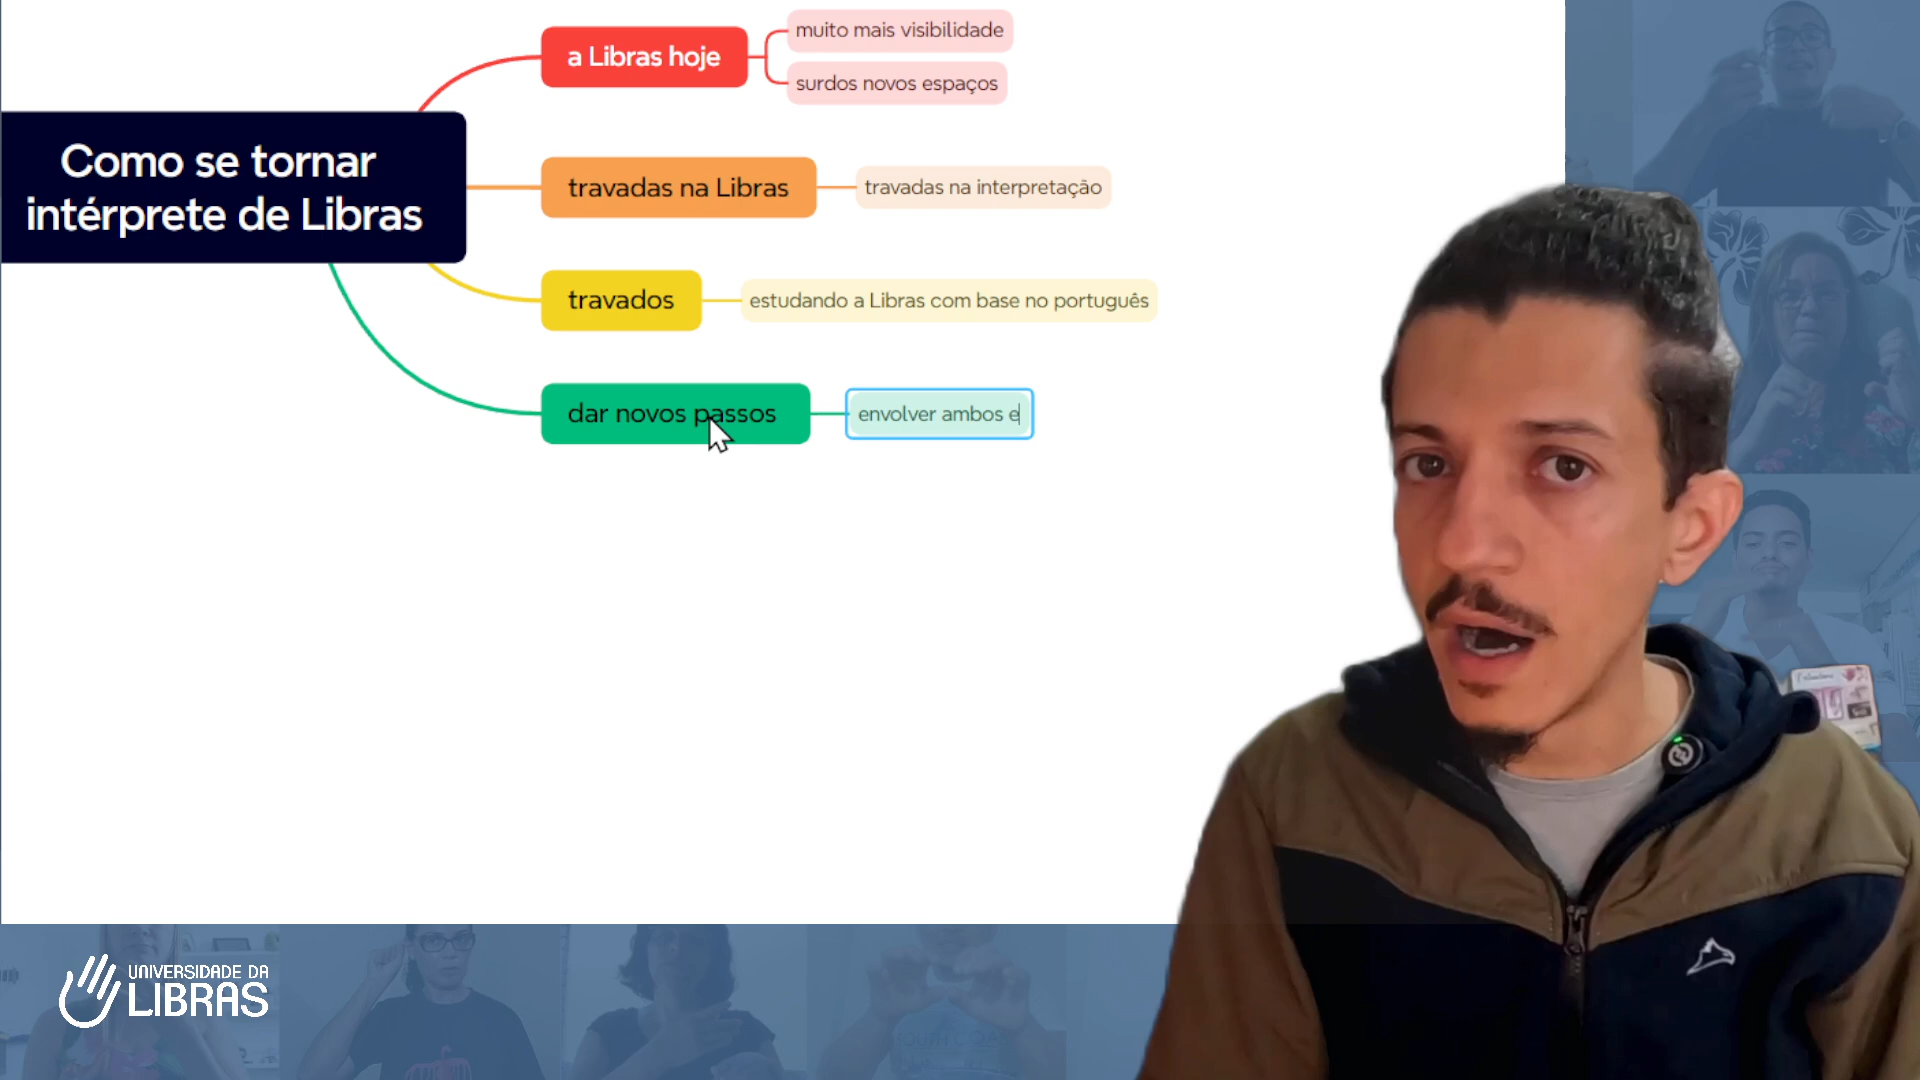 a Libras hoje
muito mais visibilidade
surdos novos espaços
Como se tornar
intérprete de Libras
travadas na Libras
travadas na interpretação
travados
estudando a Libras com base no português
dar novos passos
envolver ambos e
UNIVERSIDADE DA
LIBRAS